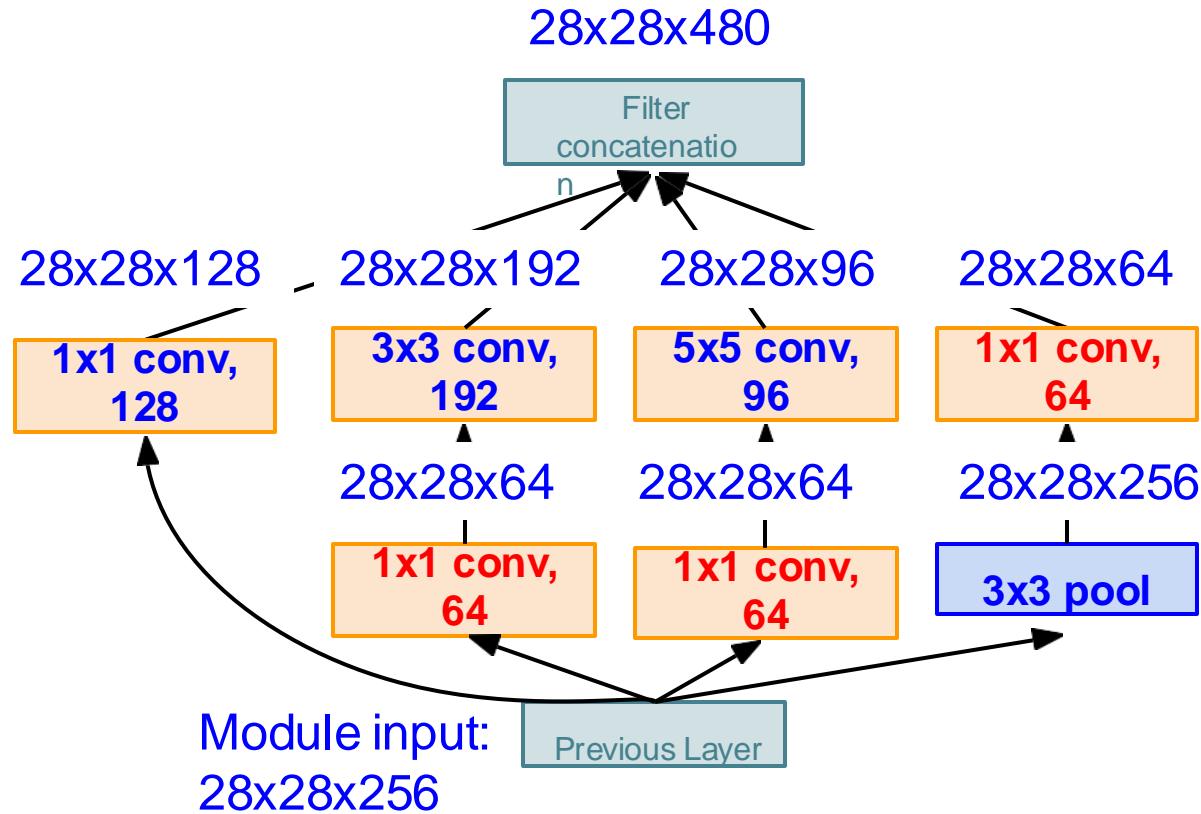 28x28x480
Filter
concatenatio
n
28x28x128
28x28x192
28x28x96
28x28x64
1x1 conv,
128
3x3 conv,
192
5x5 conv,
96
1x1 conv,
64
28x28x64
28x28x64
28x28x256
1x1 conv,
64
1x1 conv,
64
3x3 pool
Module input:
28x28x256
Previous Layer